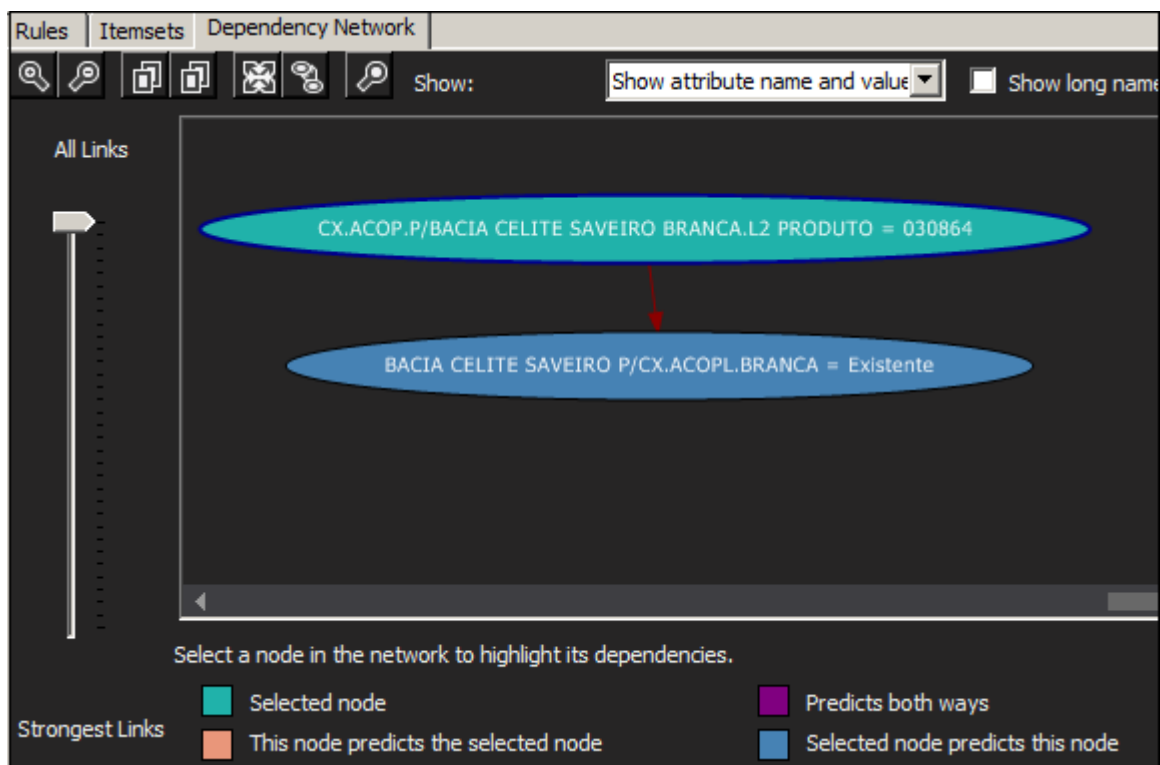 Rules Itemsets Dependency Network
Show: Show attribute name and value Show long name
All Links
CX.ACOP.P/BACIA CELITE SAVEIRO BRANCA.L2 PRODUTO = 030864
BACIA CELITE SAVEIRO P/CX.ACOPL.BRANCA = Existente
Select a node in the network to highlight its dependencies.
Selected node Predicts both ways
Strongest Links
This node predicts the selected node Selected node predicts this node